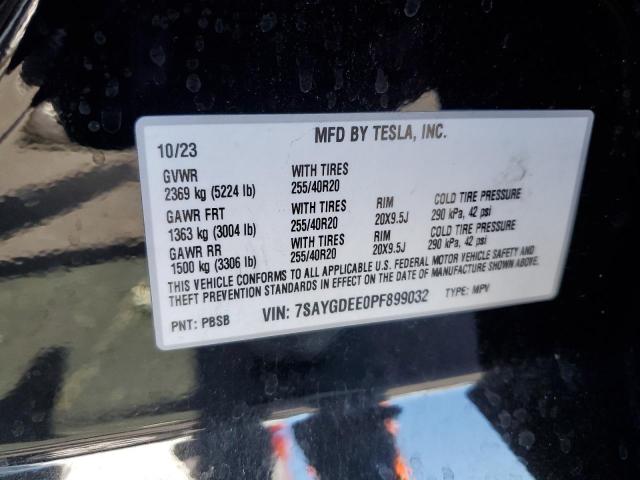 MFD BY TESLA, INC.
10/23
GVWR WITH TIRES
2369 kg (5224 lb) 255/40R20
GAWR FRT WITH TIRES RIM COLD TIRE PRESSURE
1363 kg (3004 lb) 255/40R20 20X9.5J 290 kPa, 42 psi
GAWR RR WITH TIRES RIM COLD TIRE PRESSURE
1500 kg (3306 lb) 255/40R20 20X9.5J 290 kPa, 42 psi
THIS VEHICLE CONFORMS TO ALL APPLICABLE U.S. FEDERAL MOTOR VEHICLE SAFETY AND
THEFT PREVENTION STANDARDS IN EFFECT ON THE DATE OF MANUFACTURE SHOWN ABOVE.
PNT: PBSB VIN: 7SAYGDEE0PF899032 TYPE: MPV